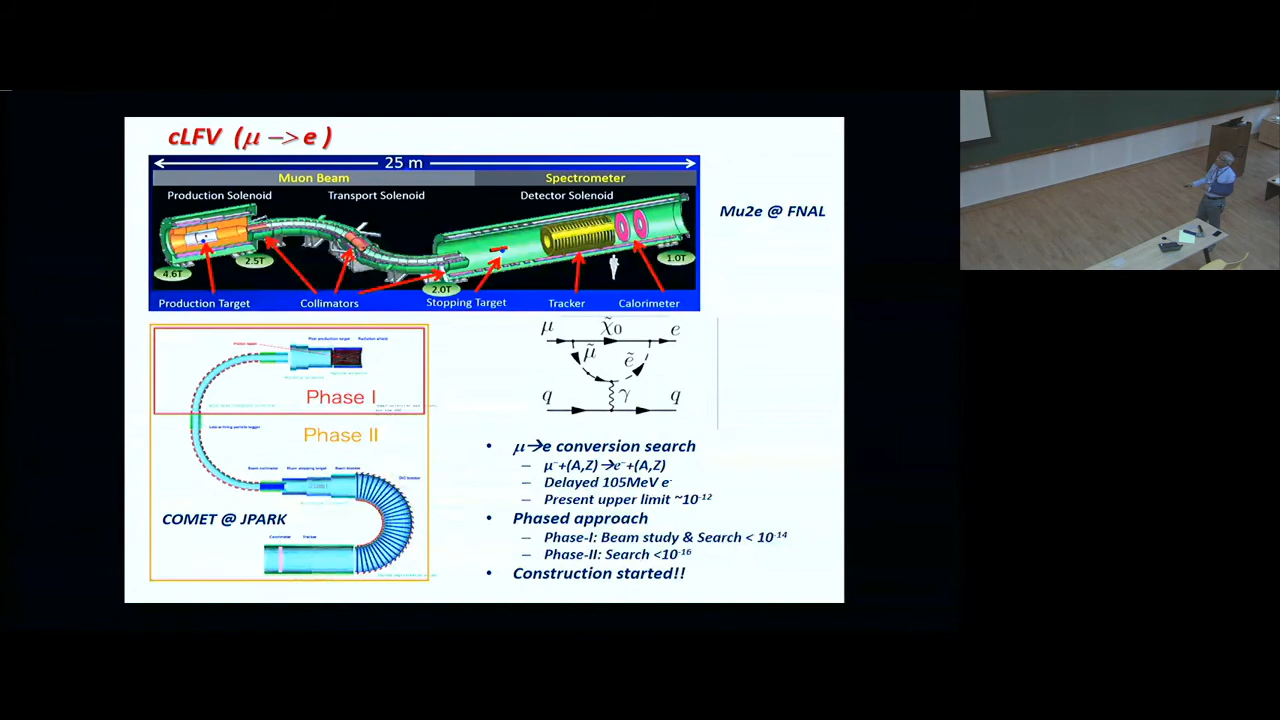 cLFV (μ –> e )
25 m
Muon Beam
Spectrometer
Production Solenoid
Transport Solenoid
Detector Solenoid
Mu2e @ FNAL
4.6T
2.5T
2.0T
1.0T
Production Target
Collimators
Stopping Target
Tracker
Calorimeter
Phase I
Phase II
COMET @ JPARK
μ
χ̃0
e
μ̃
ẽ
q
γ
q
• μ→e conversion search
– μ⁻+(A,Z) →e⁻+(A,Z)
– Delayed 105MeV e⁻
– Present upper limit ~10⁻¹²
• Phased approach
– Phase-I: Beam study & Search < 10⁻¹⁴
– Phase-II: Search <10⁻¹⁶
• Construction started!!